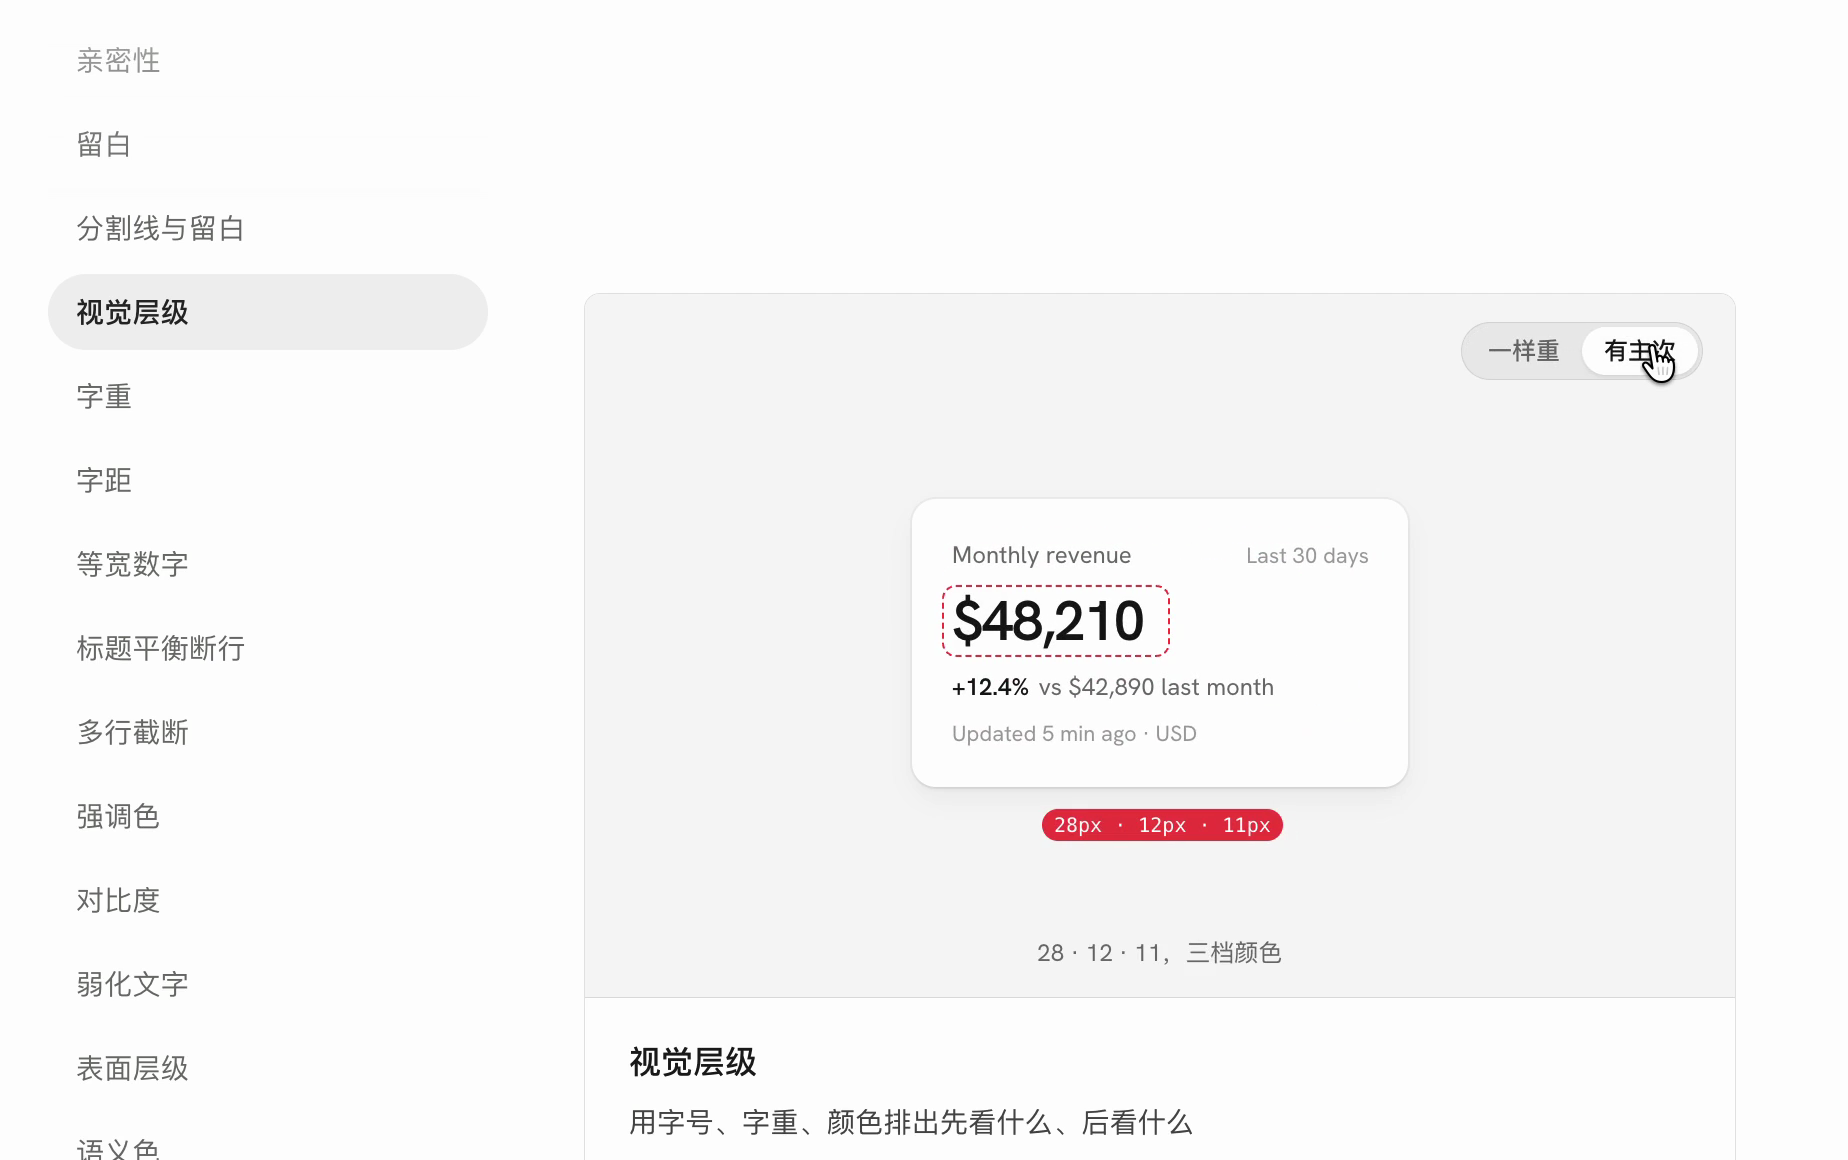 亲密性
留白
分割线与留白
视觉层级
字重
字距
等宽数字
标题平衡断行
多行截断
强调色
对比度
弱化文字
表面层级
语义色
一样重
有主次
Monthly revenue
Last 30 days
$48,210
+12.4% vs $42,890 last month
Updated 5 min ago · USD
28px · 12px · 11px
28 · 12 · 11，三档颜色
视觉层级
用字号、字重、颜色排出先看什么、后看什么